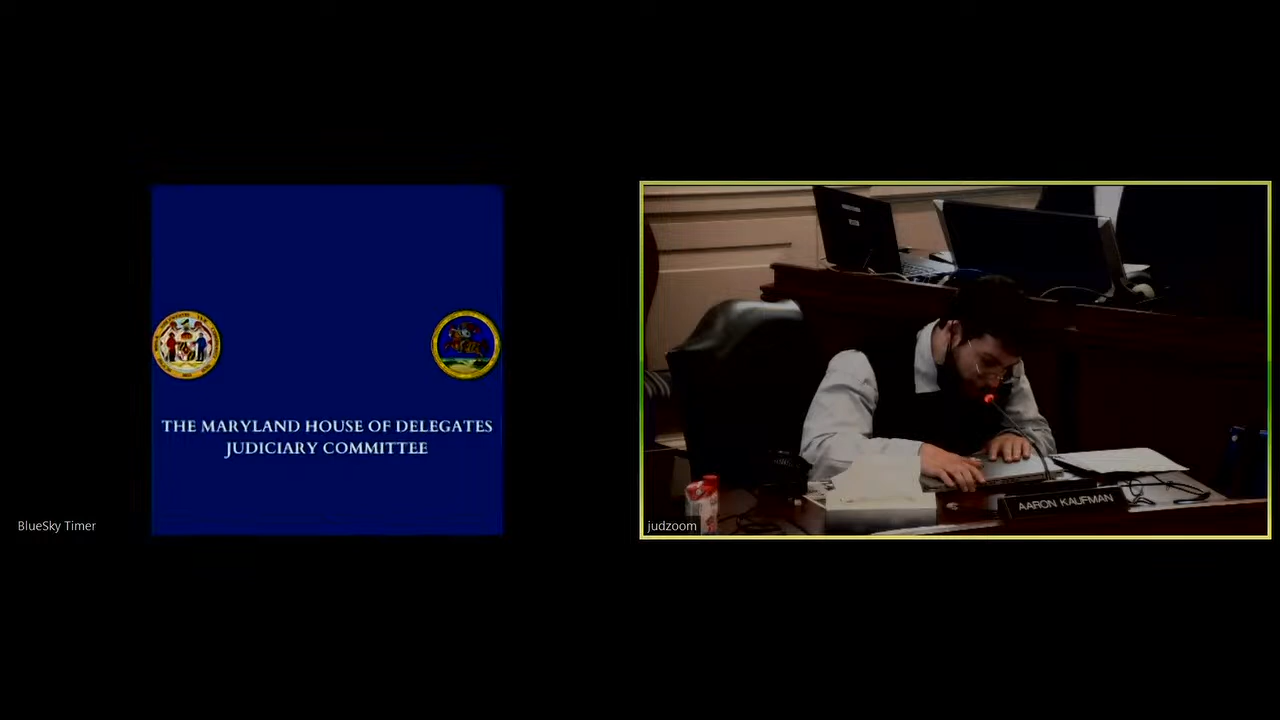 THE MARYLAND HOUSE OF DELEGATES
JUDICIARY COMMITTEE
BlueSky Timer
judzoom
AARON KAUFMAN